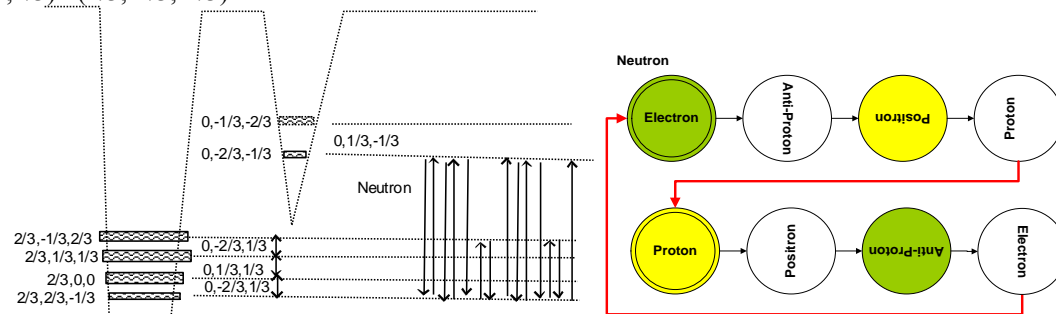 0,-1/3,-2/3
0,-2/3,-1/3
0,1/3,-1/3
Neutron
2/3,-1/3,2/3
2/3,1/3,1/3
2/3,0,0
2/3,2/3,-1/3
0,-2/3,1/3
0,1/3,1/3
0,-2/3,1/3
Neutron
Electron
Anti-Proton
Positron
Proton
Proton
Positron
Anti-Proton
Electron